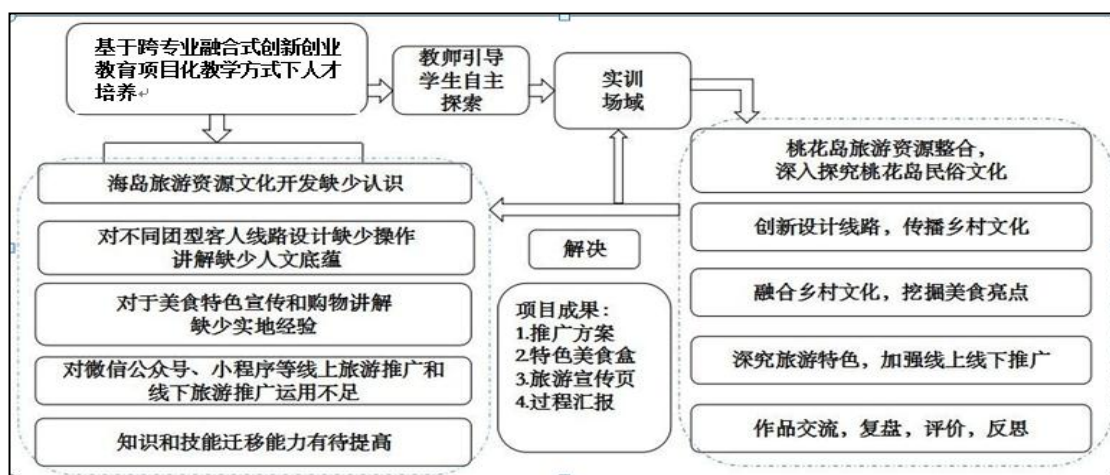 基于跨专业融合式创新创业
教育项目化教学方式下人才
培养
教师引导
学生自主
探索
实训
场域
海岛旅游资源文化开发缺少认识
对不同团型客人线路设计缺少操作
讲解缺少人文底蕴
对于美食特色宣传和购物讲解
缺少实地经验
对微信公众号、小程序等线上旅游推广和
线下旅游推广运用不足
知识和技能迁移能力有待提高
解决
项目成果：
1.推广方案
2.特色美食盒
3.旅游宣传页
4.过程汇报
桃花岛旅游资源整合，
深入探究桃花岛民俗文化
创新设计线路，传播乡村文化
融合乡村文化，挖掘美食亮点
深究旅游特色，加强线上线下推广
作品交流，复盘，评价，反思